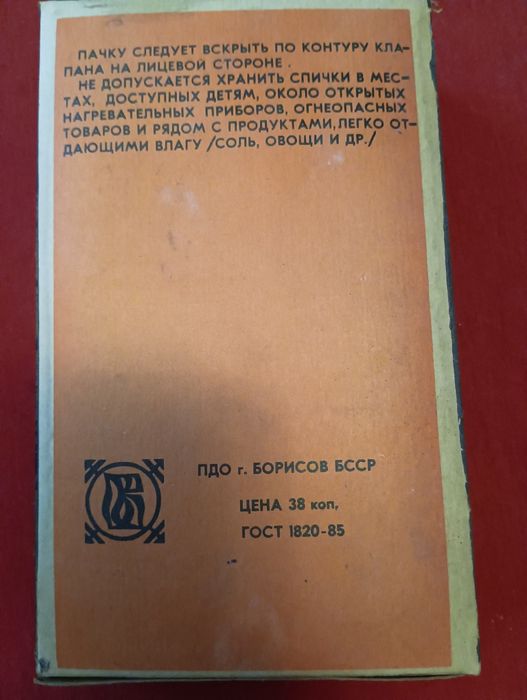 ПАЧКУ СЛЕДУЕТ ВСКРЫТЬ ПО КОНТУРУ КЛА-
ПАНА НА ЛИЦЕВОЙ СТОРОНЕ .
НЕ ДОПУСКАЕТСЯ ХРАНИТЬ СПИЧКИ В МЕС-
ТАХ, ДОСТУПНЫХ ДЕТЯМ, ОКОЛО ОТКРЫТЫХ
НАГРЕВАТЕЛЬНЫХ ПРИБОРОВ, ОГНЕОПАСНЫХ
ТОВАРОВ И РЯДОМ С ПРОДУКТАМИ, ЛЕГКО ОТ-
ДАЮЩИМИ ВЛАГУ /СОЛЬ, ОВОЩИ И ДР./
ПДО г. БОРИСОВ БССР
ЦЕНА 38 коп,
ГОСТ 1820-85